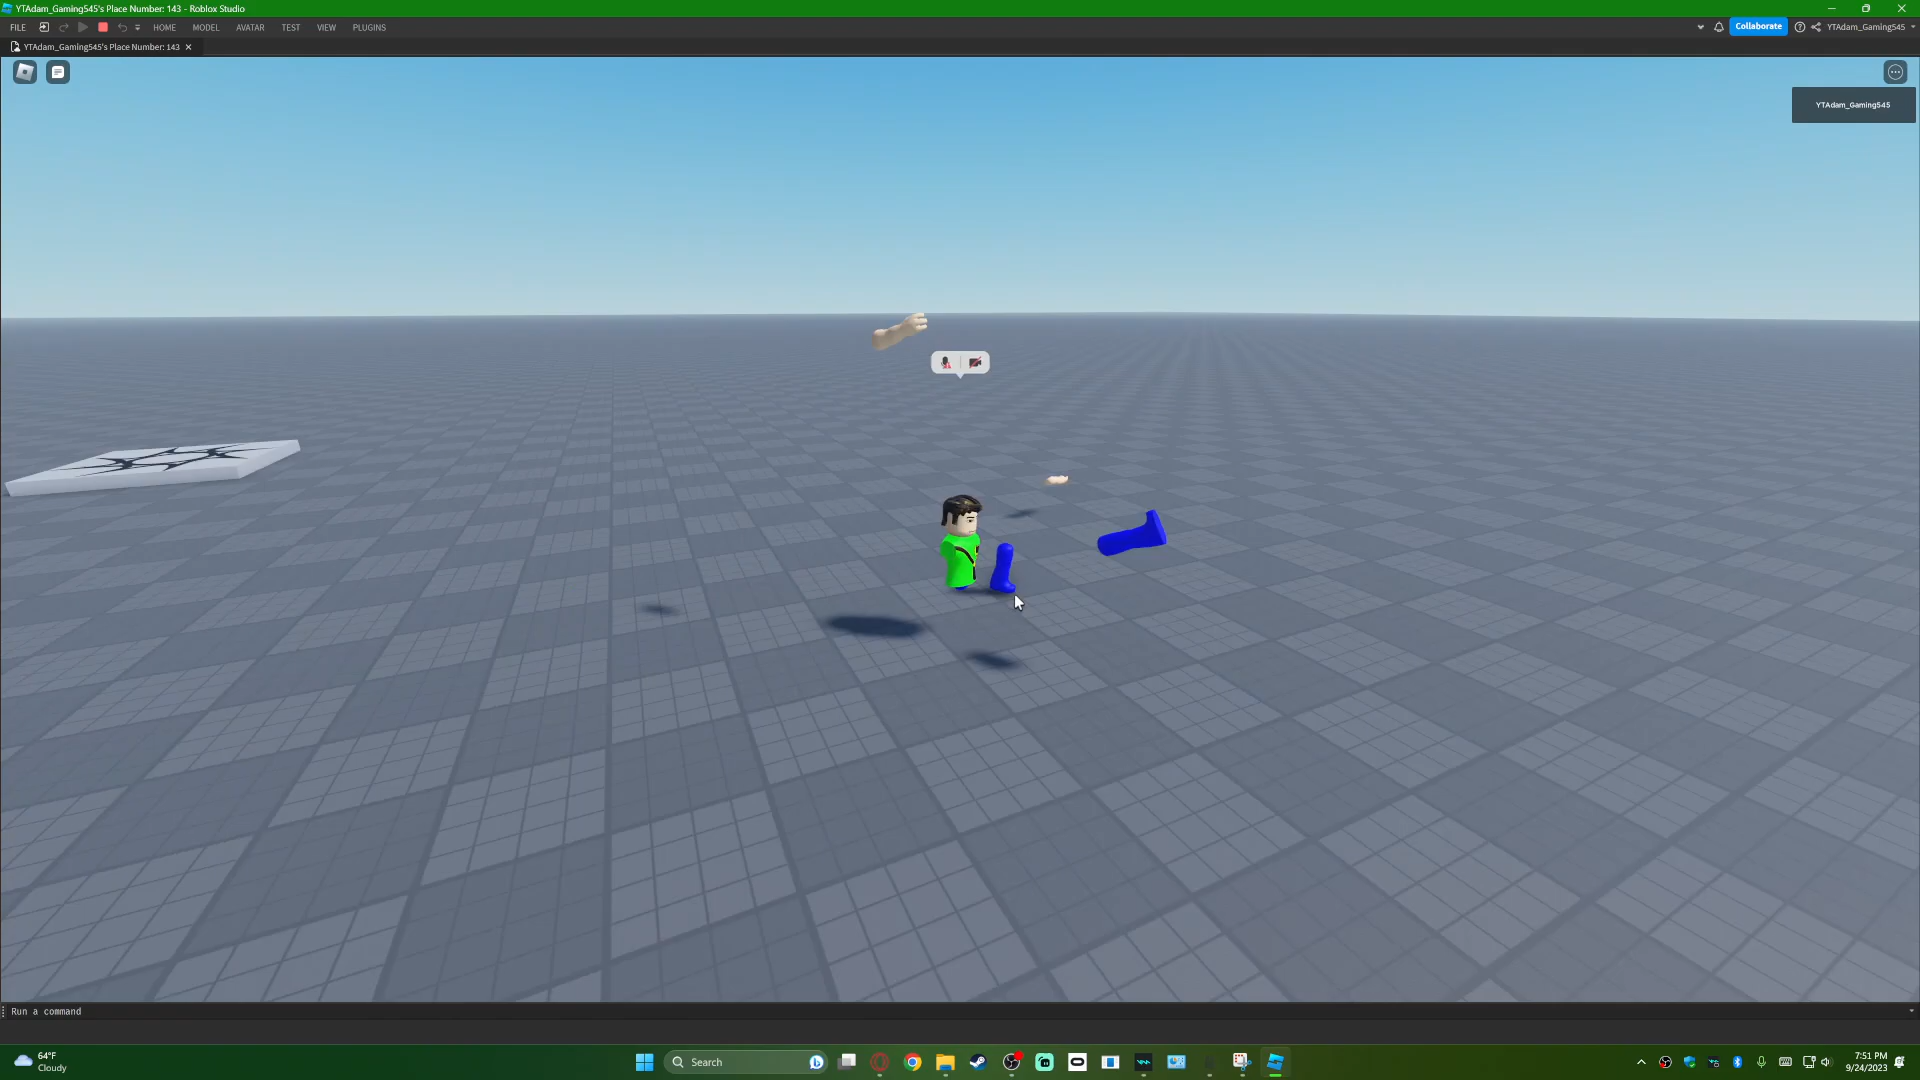 YTAdam_Gaming545's Place Number: 143 - Roblox Studio
FILE HOME MODEL AVATAR TEST VIEW PLUGINS Collaborate YTAdam_Gaming545
YTAdam_Gaming545's Place Number: 143
YTAdam_Gaming545
Run a command
64°F
Cloudy
Search
7:51 PM
9/24/2023